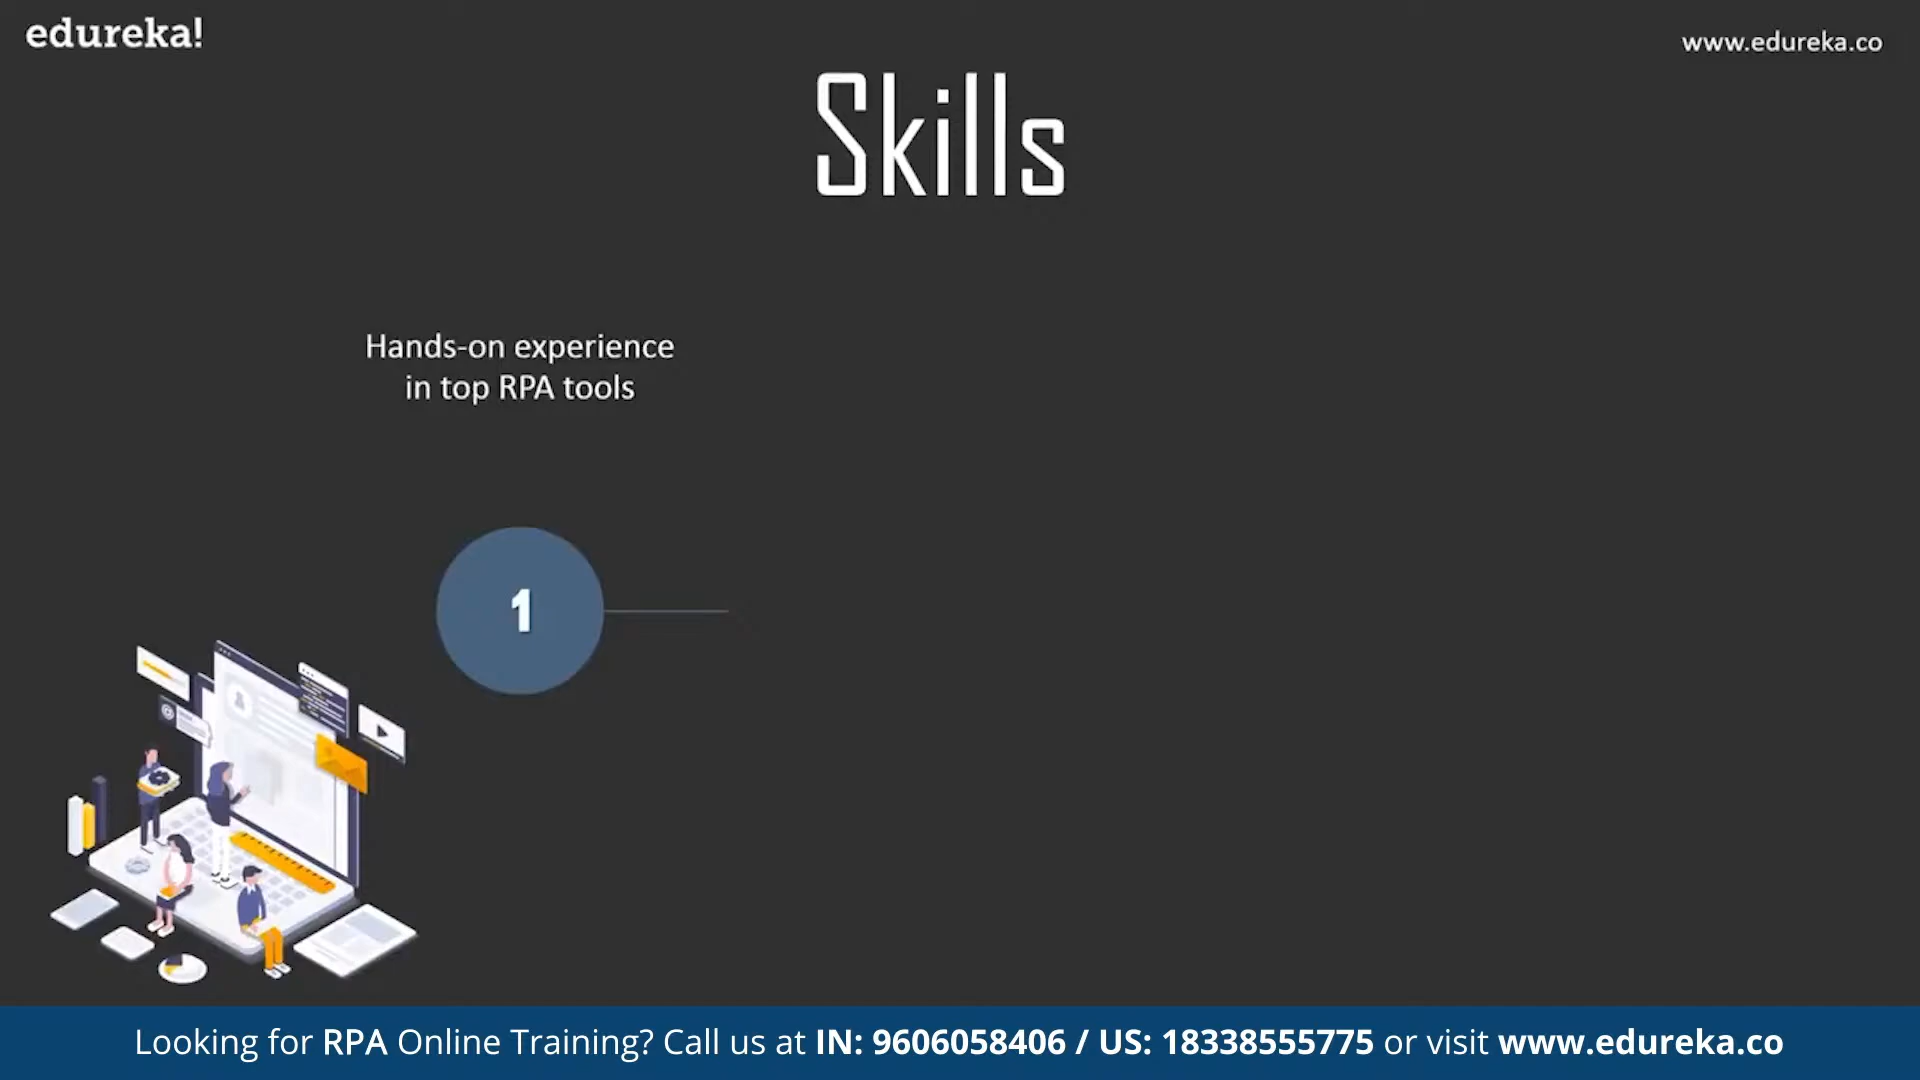 edureka!
www.edureka.co
Skills
Hands-on experience
in top RPA tools
1
Looking for RPA Online Training? Call us at IN: 9606058406 / US: 18338555775 or visit www.edureka.co